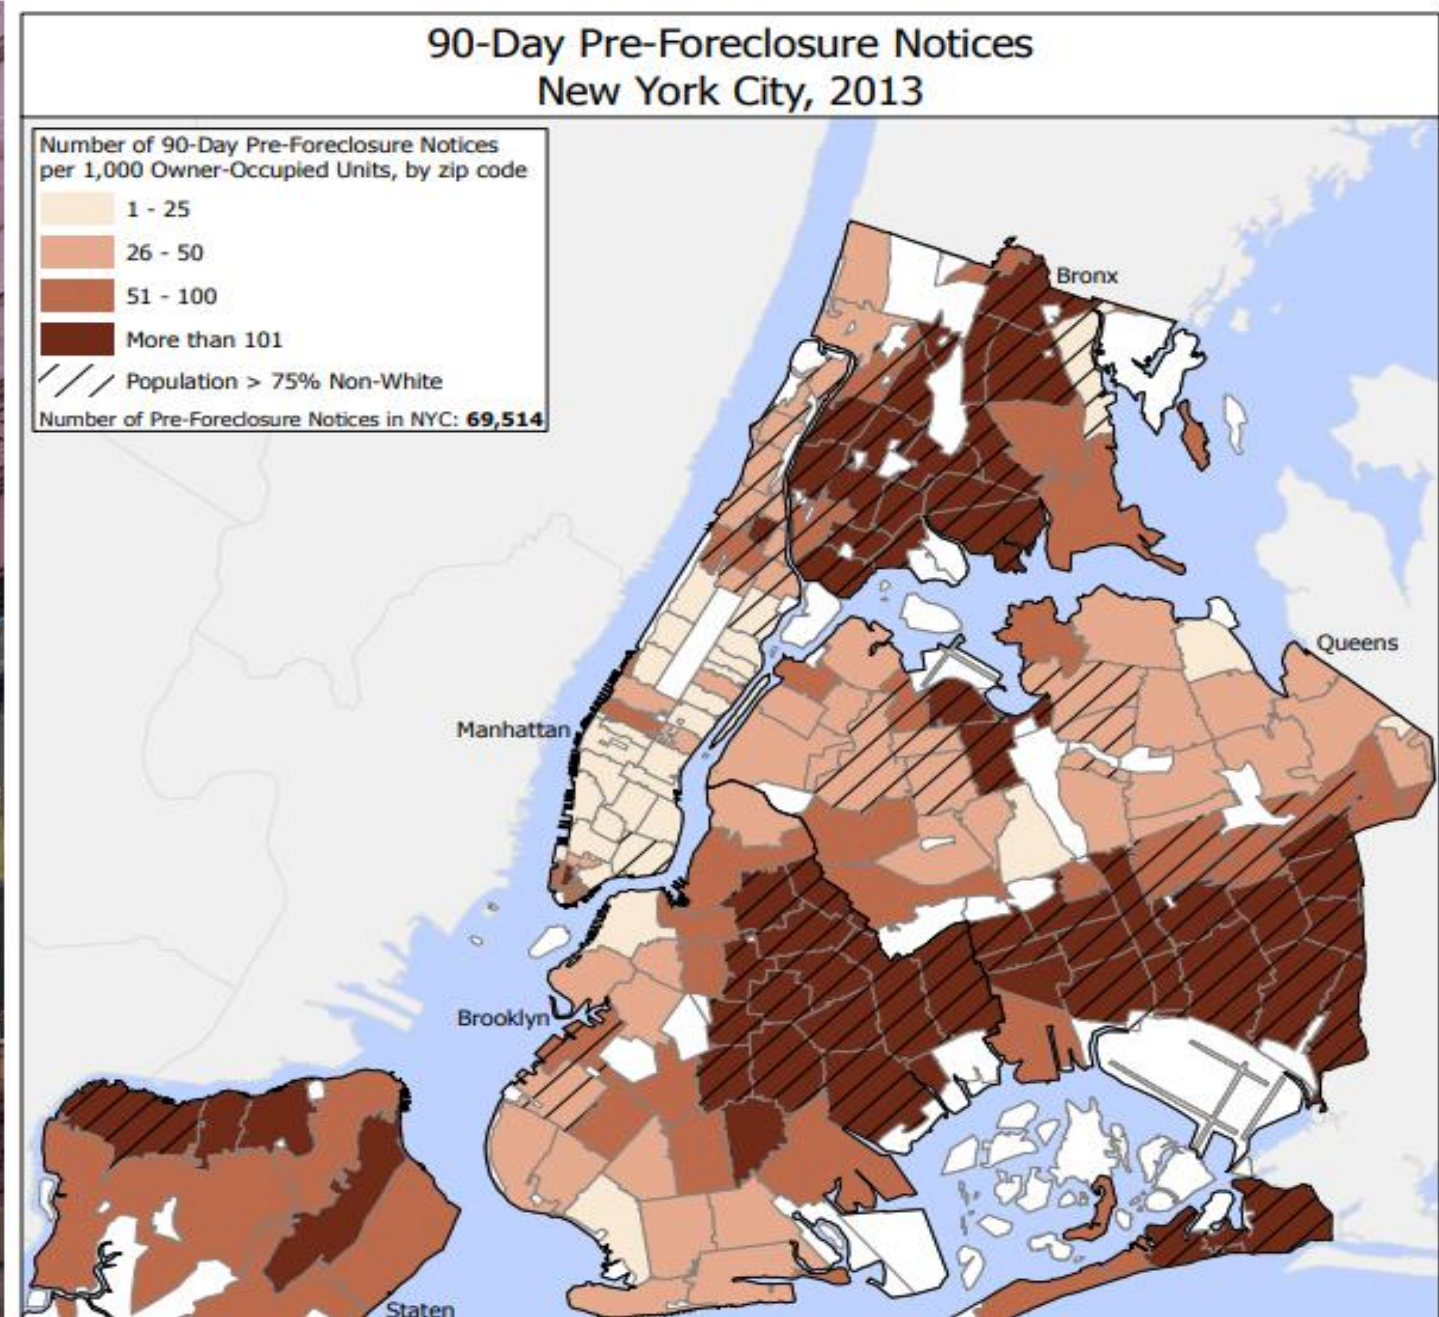 90-Day Pre-Foreclosure Notices
New York City, 2013
Number of 90-Day Pre-Foreclosure Notices
per 1,000 Owner-Occupied Units, by zip code
1 - 25
26 - 50
51 - 100
More than 101
Population > 75% Non-White
Number of Pre-Foreclosure Notices in NYC: 69,514
Bronx
Queens
Manhattan
Brooklyn
Staten